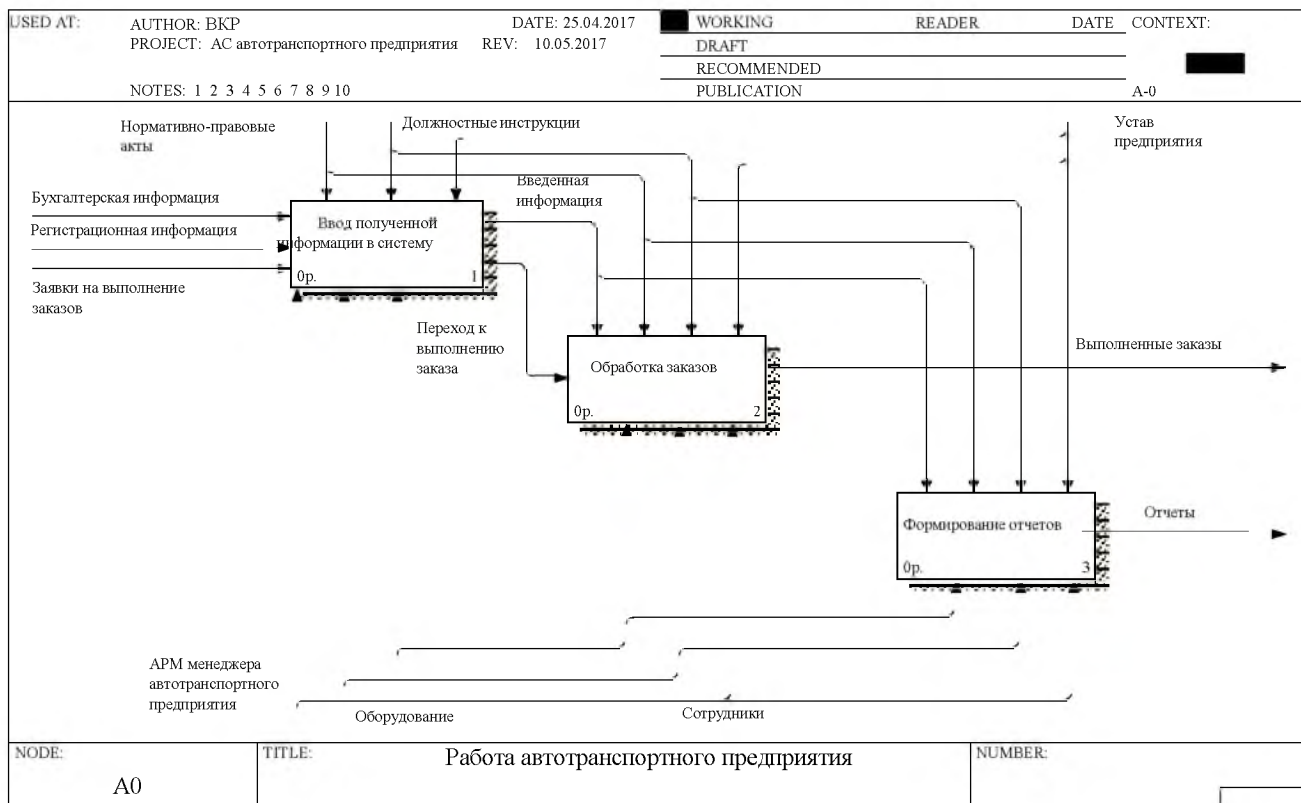 USED AT:
AUTHOR: ВКР
DATE: 25.04.2017
WORKING
READER
DATE
CONTEXT:
PROJECT: АС автотранспортного предприятия
REV: 10.05.2017
DRAFT
RECOMMENDED
NOTES: 1 2 3 4 5 6 7 8 9 10
PUBLICATION
A-0
Нормативно-правовые
акты
Должностные инструкции
Устав
предприятия
Бухгалтерская информация
Регистрационная информация
Заявки на выполнение
заказов
Ввод полученной
информации в систему
0р.
1
Введенная
информация
Переход к
выполнению
заказа
Обработка заказов
0р.
2
Выполненные заказы
Формирование отчетов
0р.
3
Отчеты
АРМ менеджера
автотранспортного
предприятия
Оборудование
Сотрудники
NODE:
A0
TITLE:
Работа автотранспортного предприятия
NUMBER: